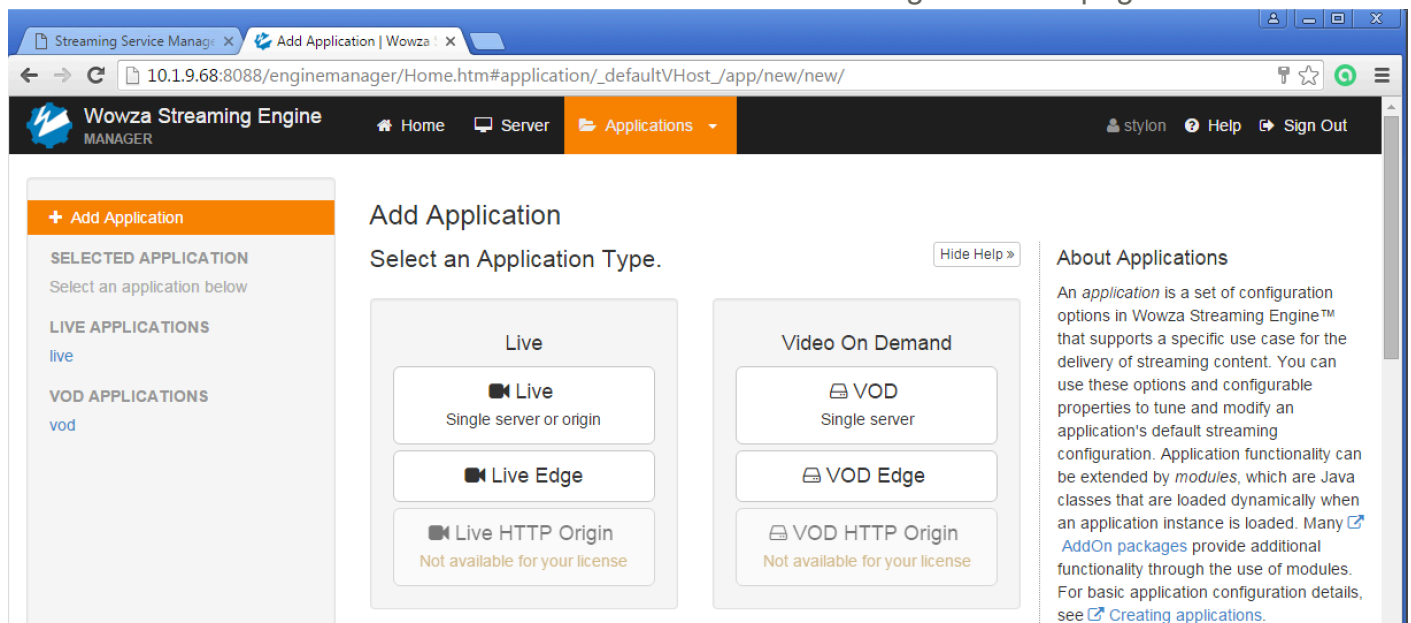 Streaming Service Manage
Add Application | Wowza
10.1.9.68:8088/enginemanager/Home.htm#application/_defaultVHost_/app/new/new/
Wowza Streaming Engine
MANAGER
Home
Server
Applications
stylon
Help
Sign Out
+ Add Application
SELECTED APPLICATION
Select an application below
LIVE APPLICATIONS
live
VOD APPLICATIONS
vod
Add Application
Select an Application Type.
Hide Help »
Live
Live
Single server or origin
Live Edge
Live HTTP Origin
Not available for your license
Video On Demand
VOD
Single server
VOD Edge
VOD HTTP Origin
Not available for your license
About Applications
An application is a set of configuration
options in Wowza Streaming Engine™
that supports a specific use case for the
delivery of streaming content. You can
use these options and configurable
properties to tune and modify an
application's default streaming
configuration. Application functionality can
be extended by modules, which are Java
classes that are loaded dynamically when
an application instance is loaded. Many
AddOn packages provide additional
functionality through the use of modules.
For basic application configuration details,
see Creating applications.